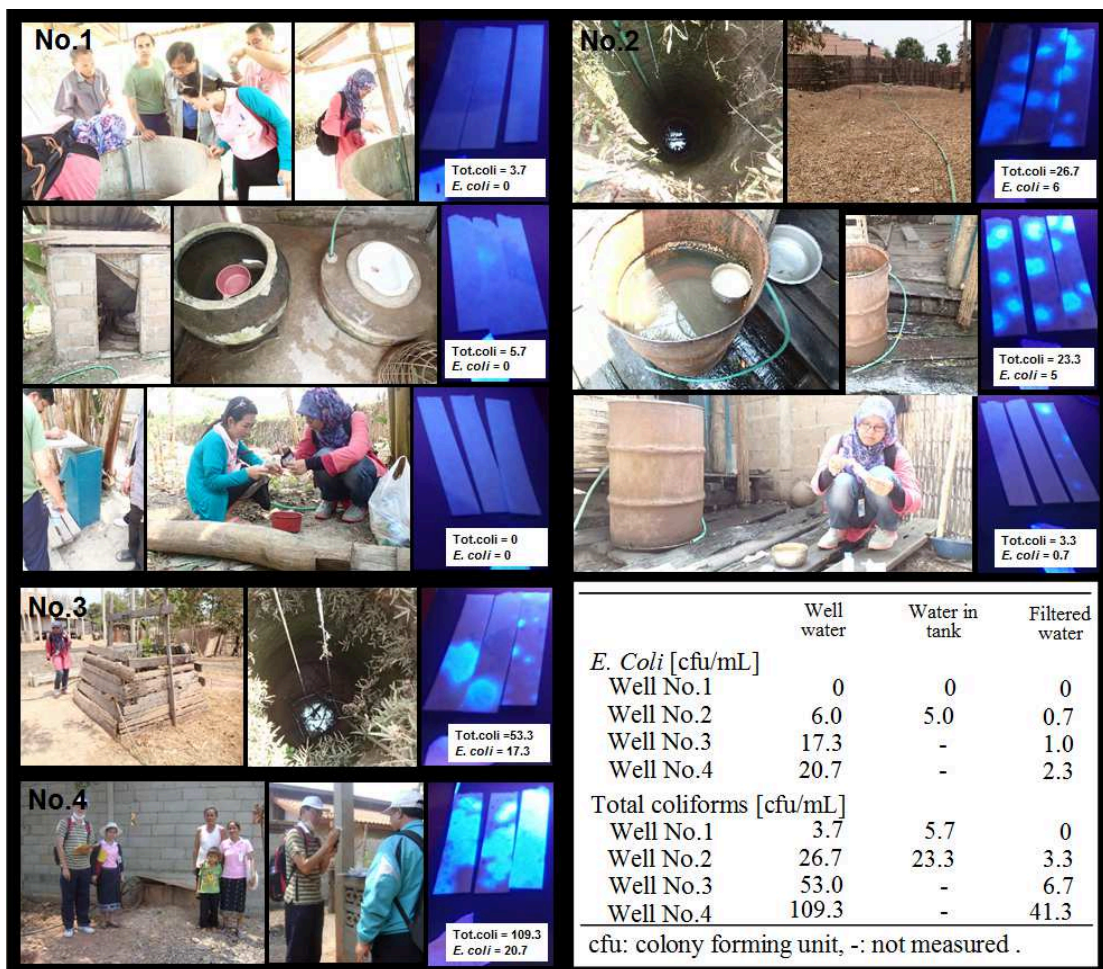 No.1
Tot.coli = 3.7
E. coli = 0
Tot.coli = 5.7
E. coli = 0
Tot.coli = 0
E. coli = 0
No.2
Tot.coli =26.7
E. coli = 6
Tot.coli = 23.3
E. coli = 5
Tot.coli = 3.3
E. coli = 0.7
No.3
Tot.coli =53.3
E. coli = 17.3
No.4
Tot.coli = 109.3
E. coli = 20.7
Well water Water in tank Filtered water
E. Coli [cfu/mL]
Well No.1 0 0 0
Well No.2 6.0 5.0 0.7
Well No.3 17.3 - 1.0
Well No.4 20.7 - 2.3
Total coliforms [cfu/mL]
Well No.1 3.7 5.7 0
Well No.2 26.7 23.3 3.3
Well No.3 53.0 - 6.7
Well No.4 109.3 - 41.3
cfu: colony forming unit, -: not measured .